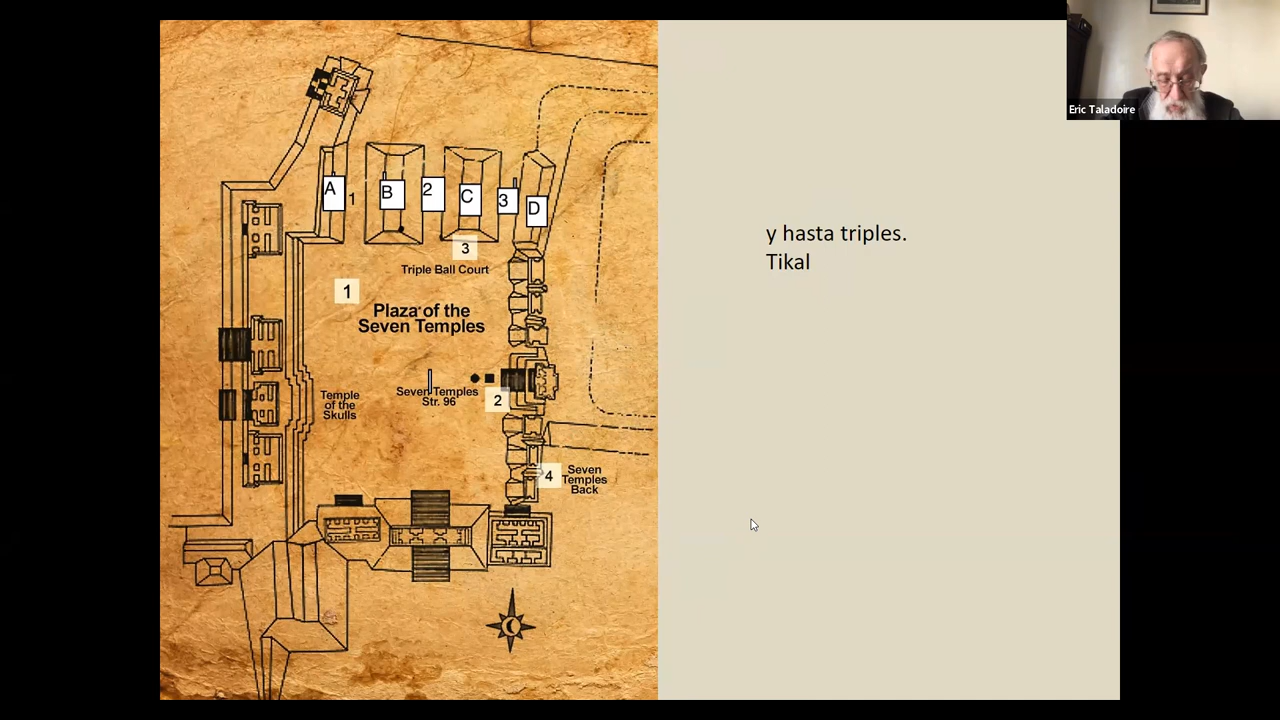 Eric Taladoire
A
1
B
2
C
3
D
3
Triple Ball Court
1
Plaza of the
Seven Temples
Seven Temples
Str. 96
2
Temple
of the
Skulls
4
Seven
Temples
Back
y hasta triples.
Tikal